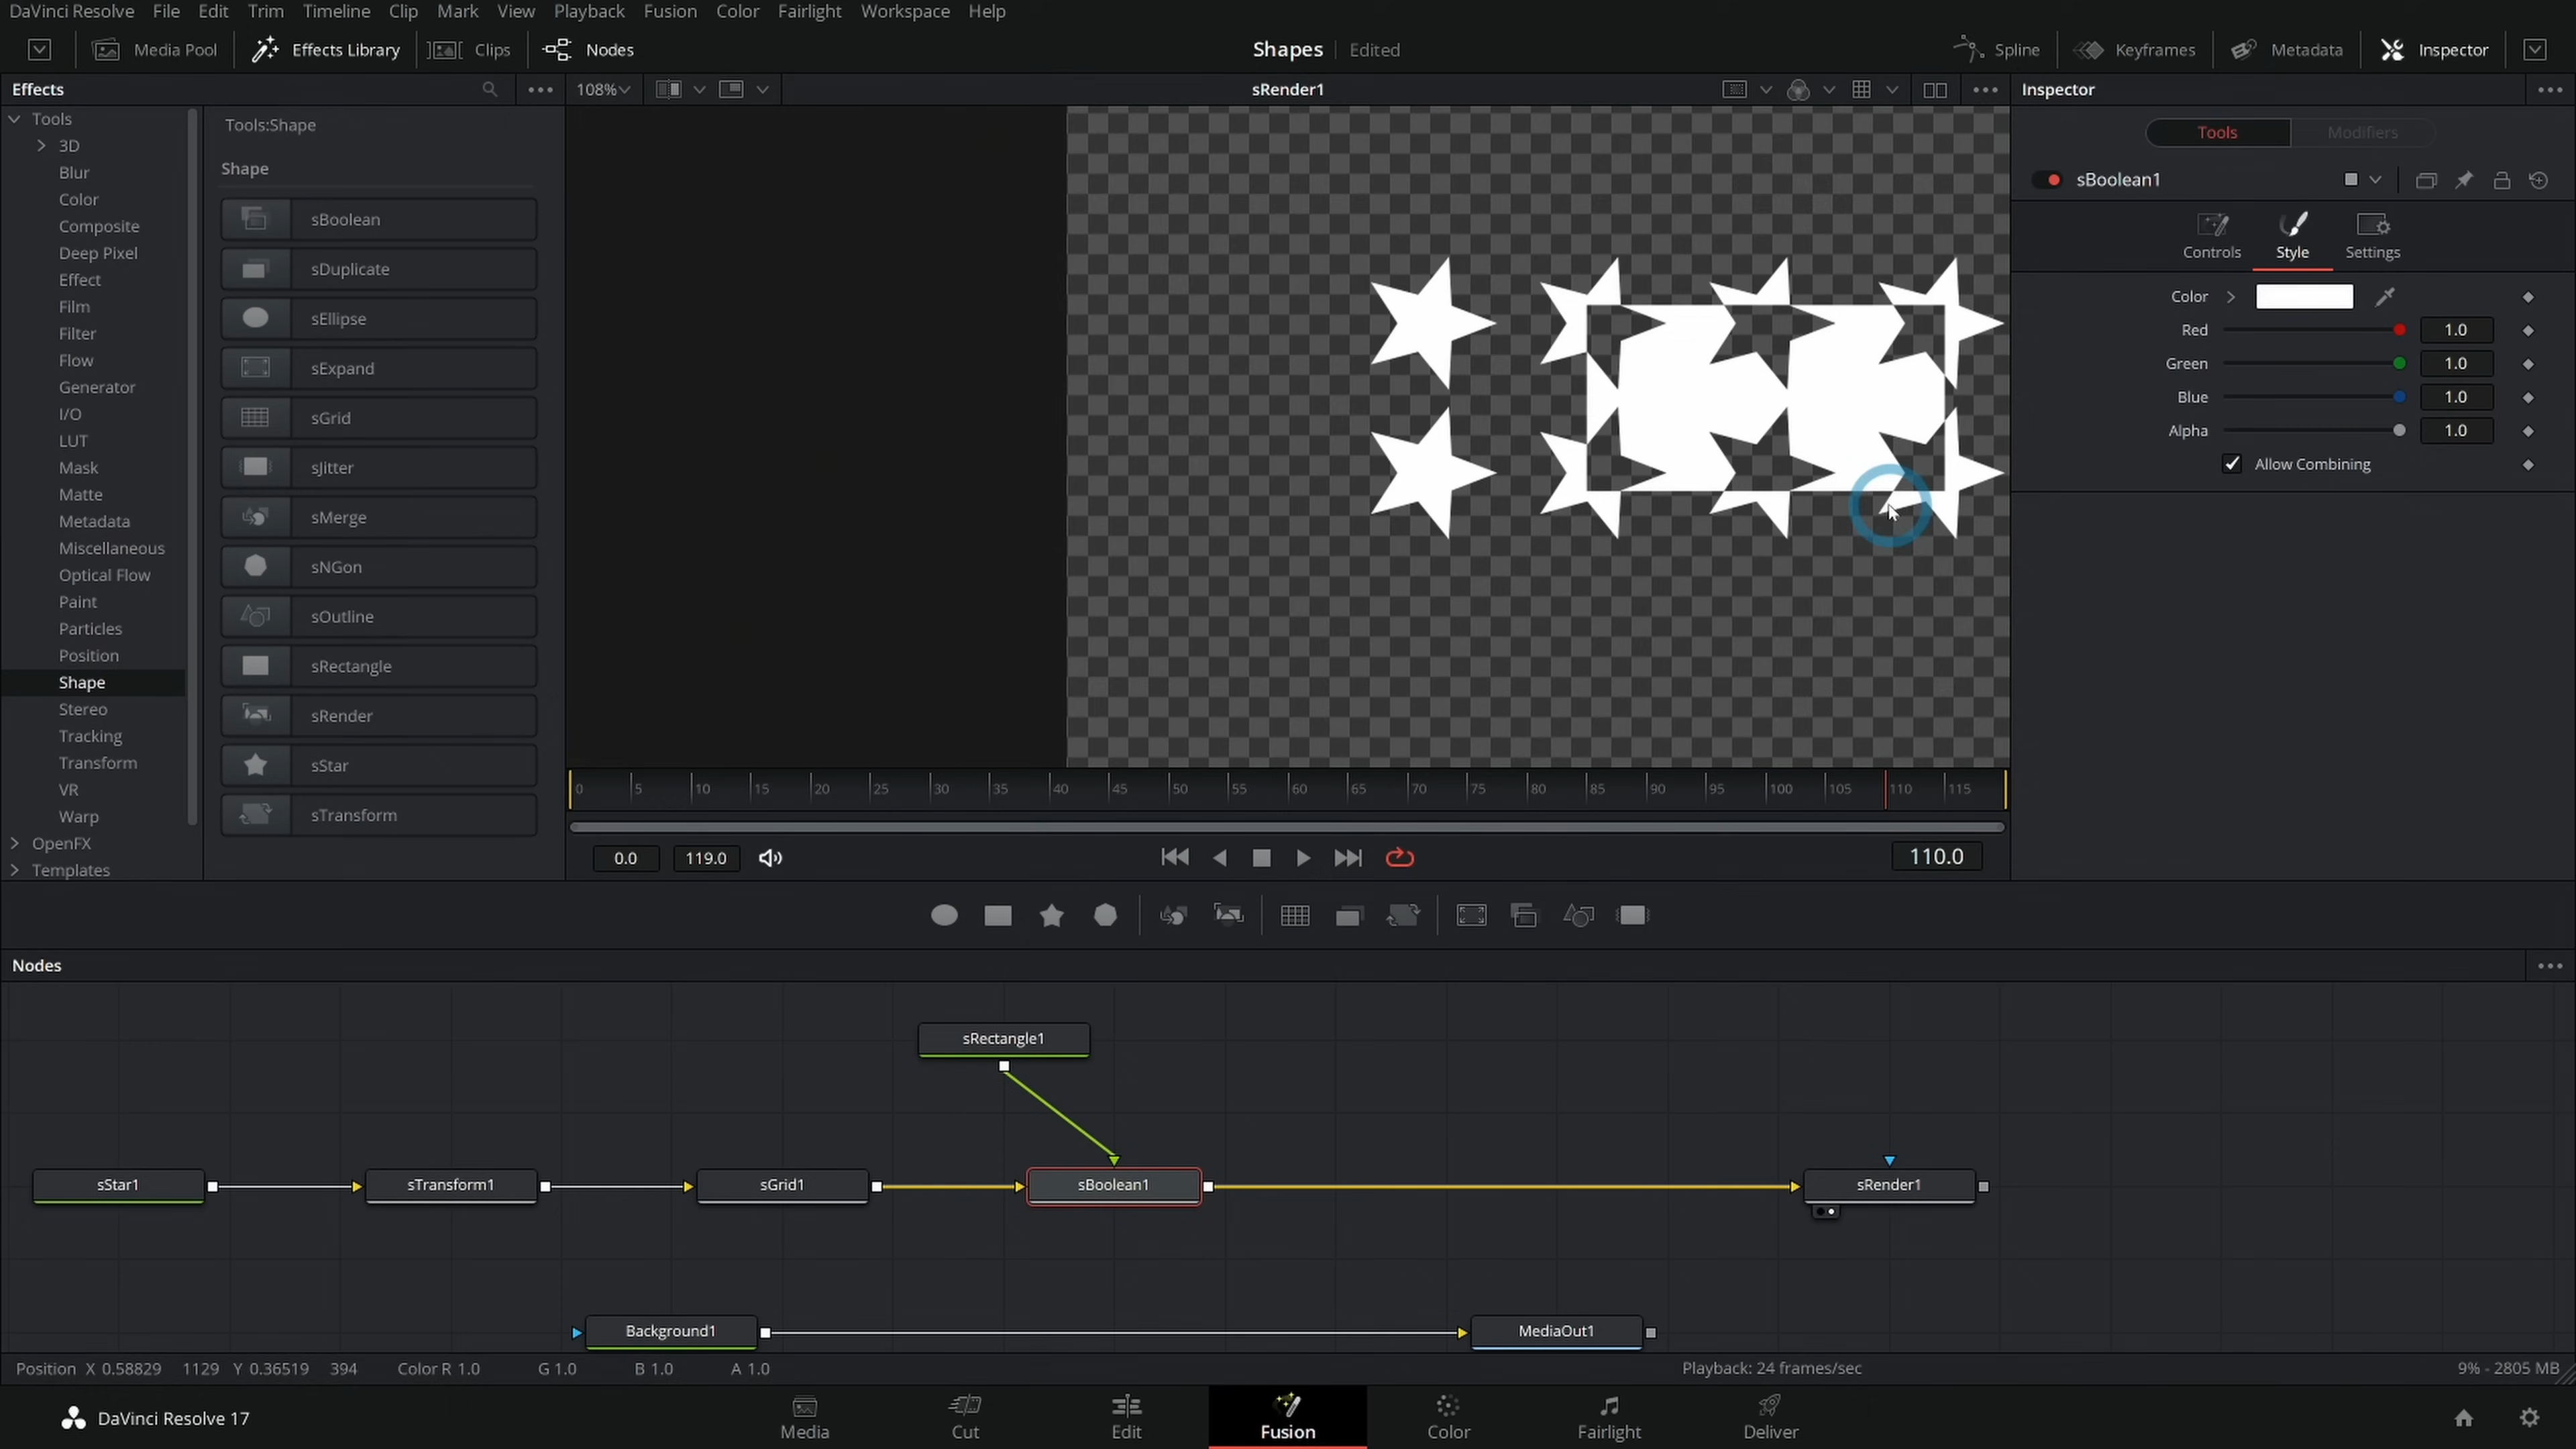 DaVinci Resolve File Edit Trim Timeline Clip Mark View Playback Fusion Color Fairlight Workspace Help
Media Pool Effects Library Clips Nodes Shapes Edited Spline Keyframes Metadata Inspector
Effects 108% sRender1 Inspector
Tools
3D
Blur
Color
Composite
Deep Pixel
Effect
Film
Filter
Flow
Generator
I/O
LUT
Mask
Matte
Metadata
Miscellaneous
Optical Flow
Paint
Particles
Position
Shape
Stereo
Tracking
Transform
VR
Warp
OpenFX
Templates
Tools:Shape
Shape
sBoolean
sDuplicate
sEllipse
sExpand
sGrid
sJitter
sMerge
sNGon
sOutline
sRectangle
sRender
sStar
sTransform
0 5 10 15 20 25 30 35 40 45 50 55 60 65 70 75 80 85 90 95 100 105 110 115
0.0 119.0 110.0
Tools Modifiers
sBoolean1
Controls Style Settings
Color
Red 1.0
Green 1.0
Blue 1.0
Alpha 1.0
Allow Combining
Nodes
sRectangle1
sStar1 sTransform1 sGrid1 sBoolean1 sRender1
Background1 MediaOut1
Position X 0.58829 1129 Y 0.36519 394 Color R 1.0 G 1.0 B 1.0 A 1.0 Playback: 24 frames/sec 9% - 2805 MB
DaVinci Resolve 17 Media Cut Edit Fusion Color Fairlight Deliver